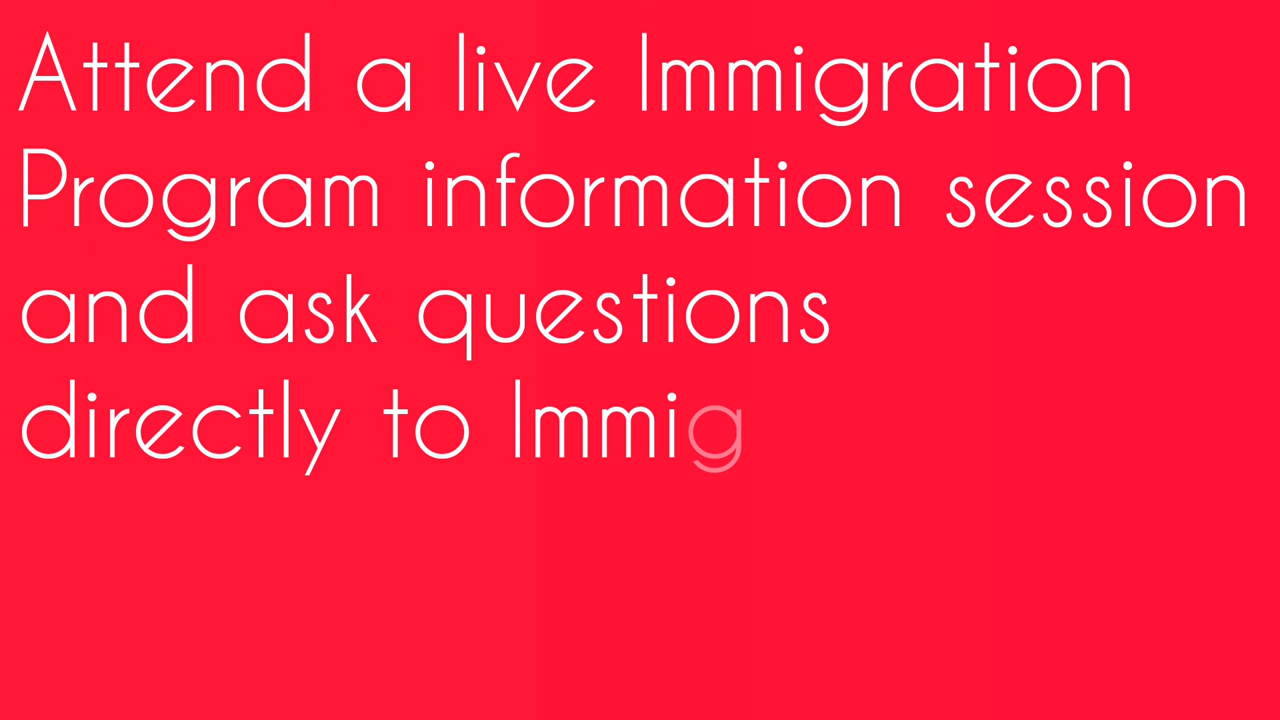 Attend a live Immigration
Program information session
and ask questions
directly to Immig